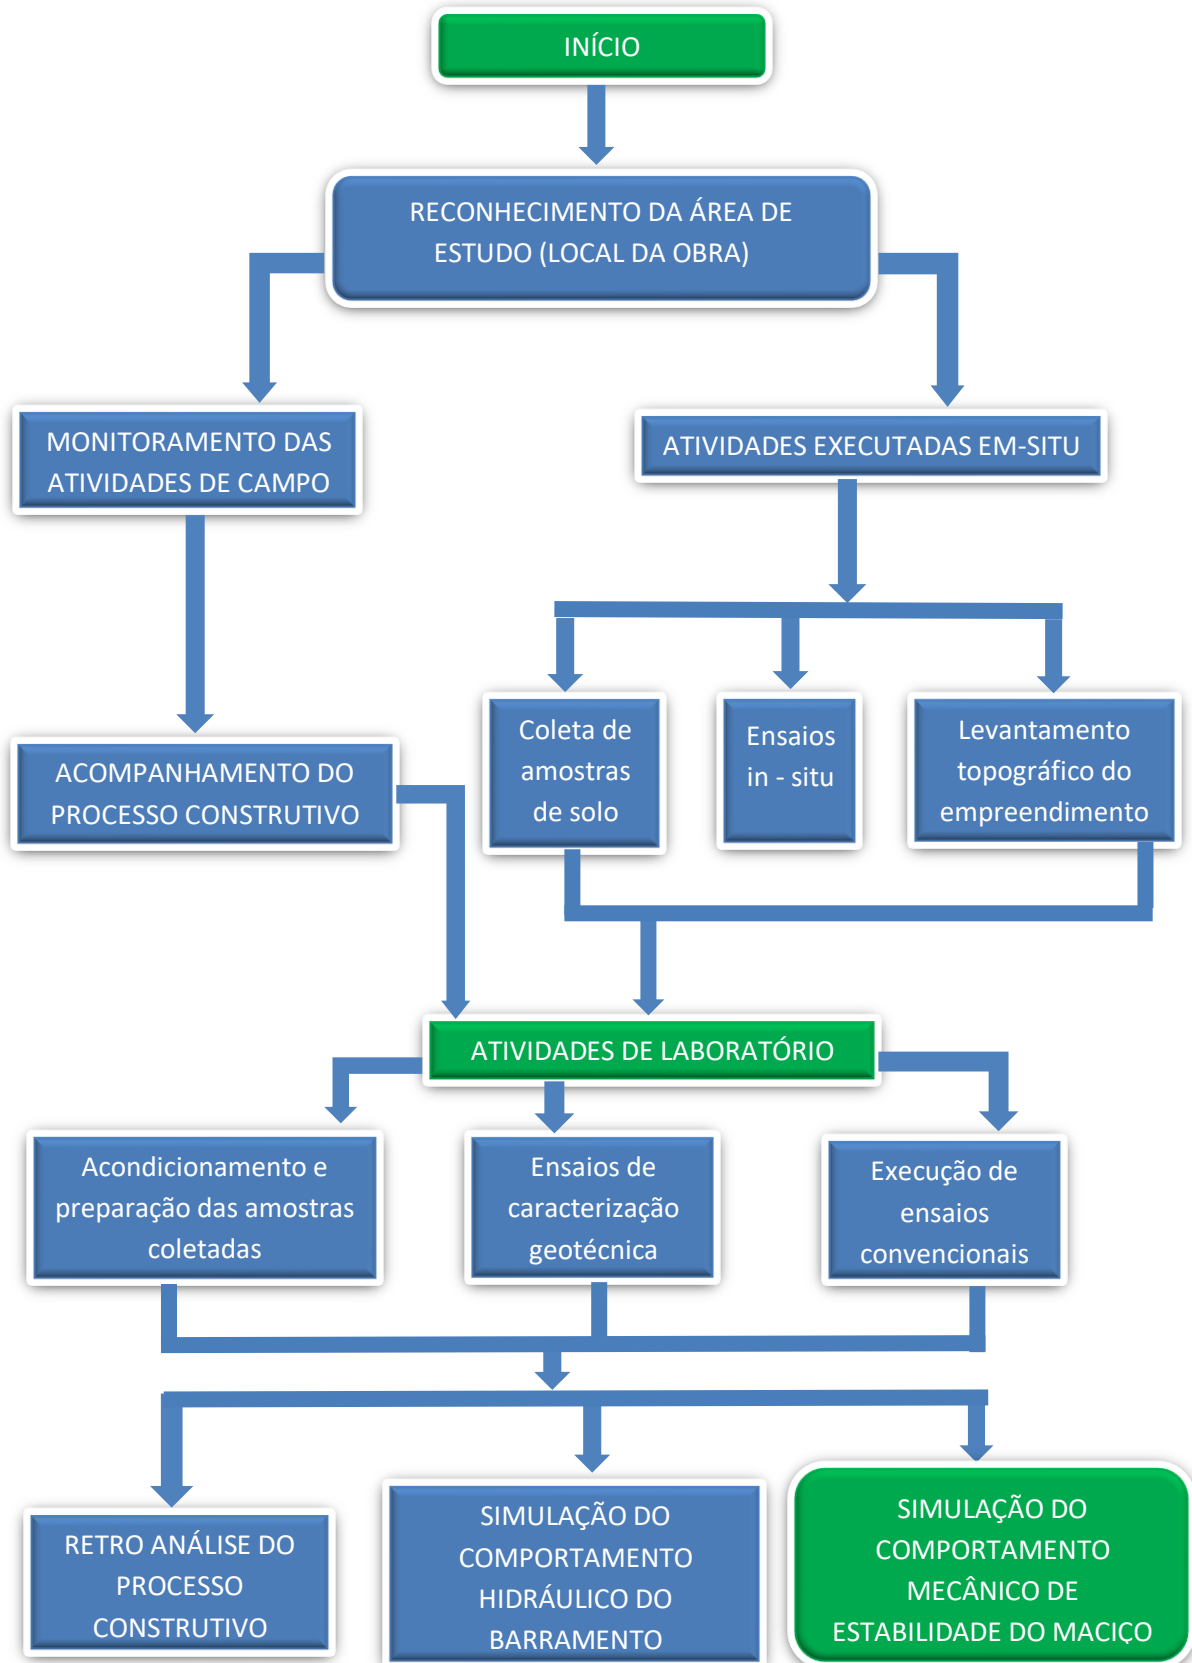 INÍCIO
RECONHECIMENTO DA ÁREA DE
ESTUDO (LOCAL DA OBRA)
MONITORAMENTO DAS
ATIVIDADES DE CAMPO
ATIVIDADES EXECUTADAS EM-SITU
ACOMPANHAMENTO DO
PROCESSO CONSTRUTIVO
Coleta de
amostras
de solo
Ensaios
in - situ
Levantamento
topográfico do
empreendimento
ATIVIDADES DE LABORATÓRIO
Acondicionamento e
preparação das amostras
coletadas
Ensaios de
caracterização
geotécnica
Execução de
ensaios
convencionais
RETRO ANÁLISE DO
PROCESSO
CONSTRUTIVO
SIMULAÇÃO DO
COMPORTAMENTO
HIDRÁULICO DO
BARRAMENTO
SIMULAÇÃO DO
COMPORTAMENTO
MECÂNICO DE
ESTABILIDADE DO MACIÇO